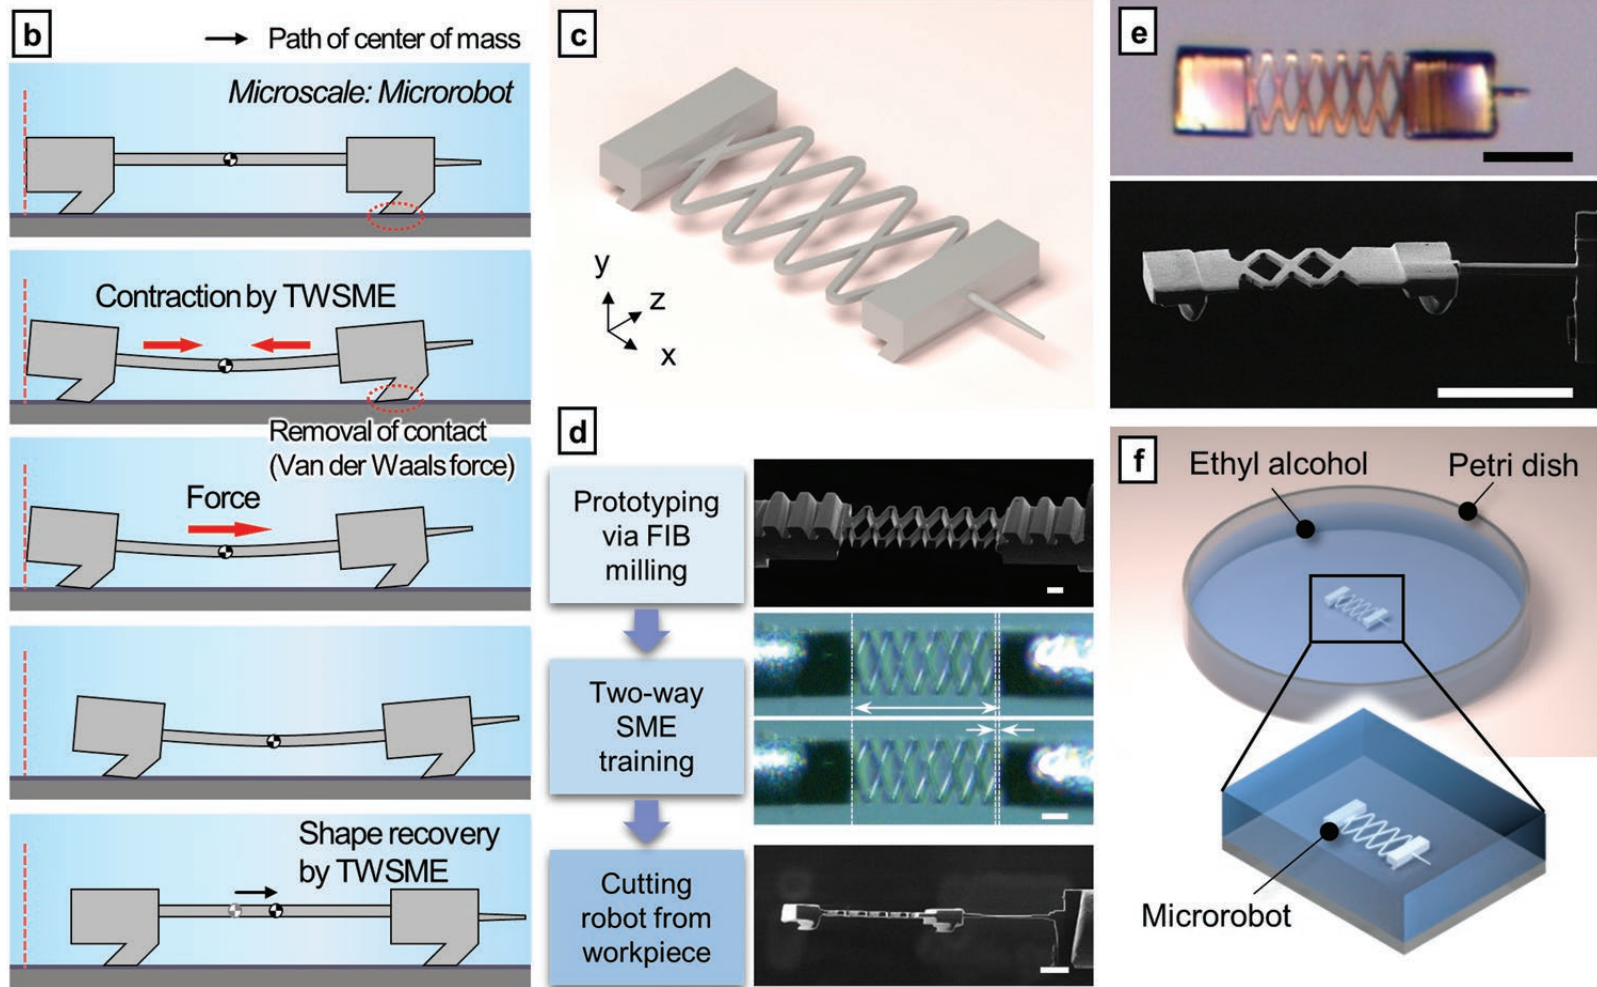 b
Path of center of mass
Microscale: Microrobot
Contraction by TWSME
Removal of contact
(Van der Waals force)
Force
Shape recovery
by TWSME
c
y
z
x
d
Prototyping
via FIB
milling
Two-way
SME
training
Cutting
robot from
workpiece
e
f
Ethyl alcohol
Petri dish
Microrobot